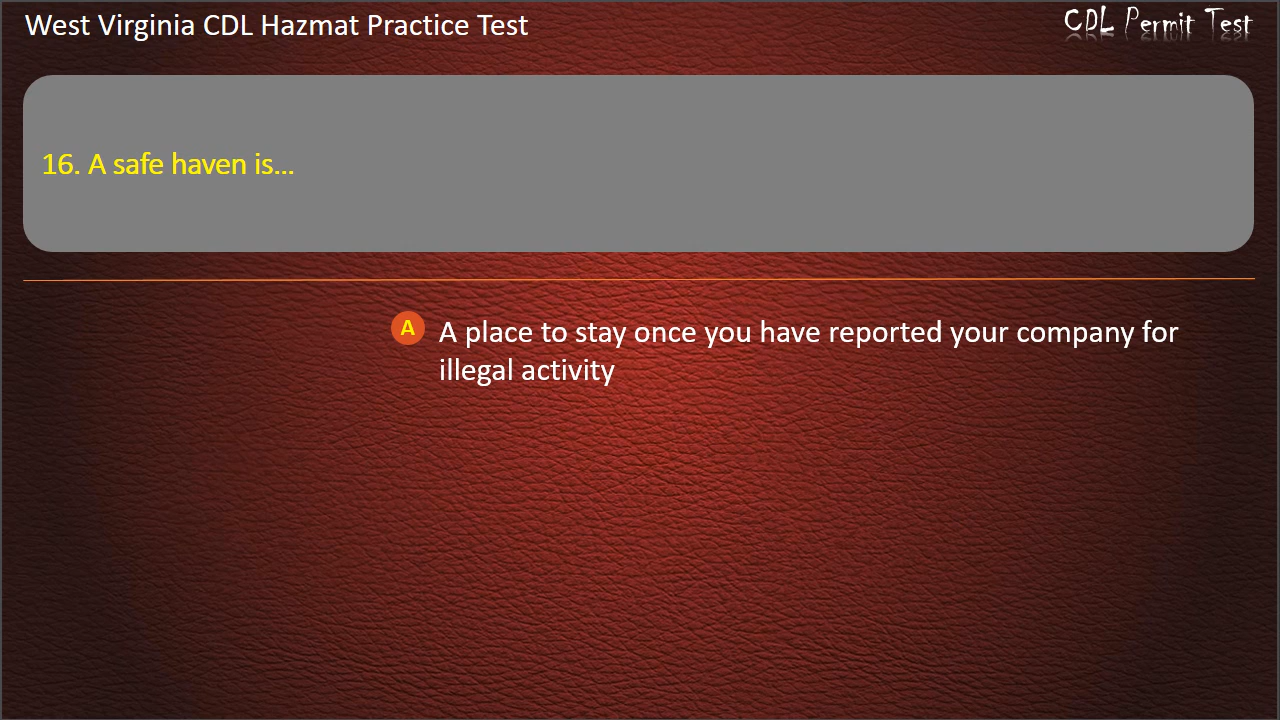 West Virginia CDL Hazmat Practice Test
CDL Permit Test
16. A safe haven is...
A
A place to stay once you have reported your company for
illegal activity